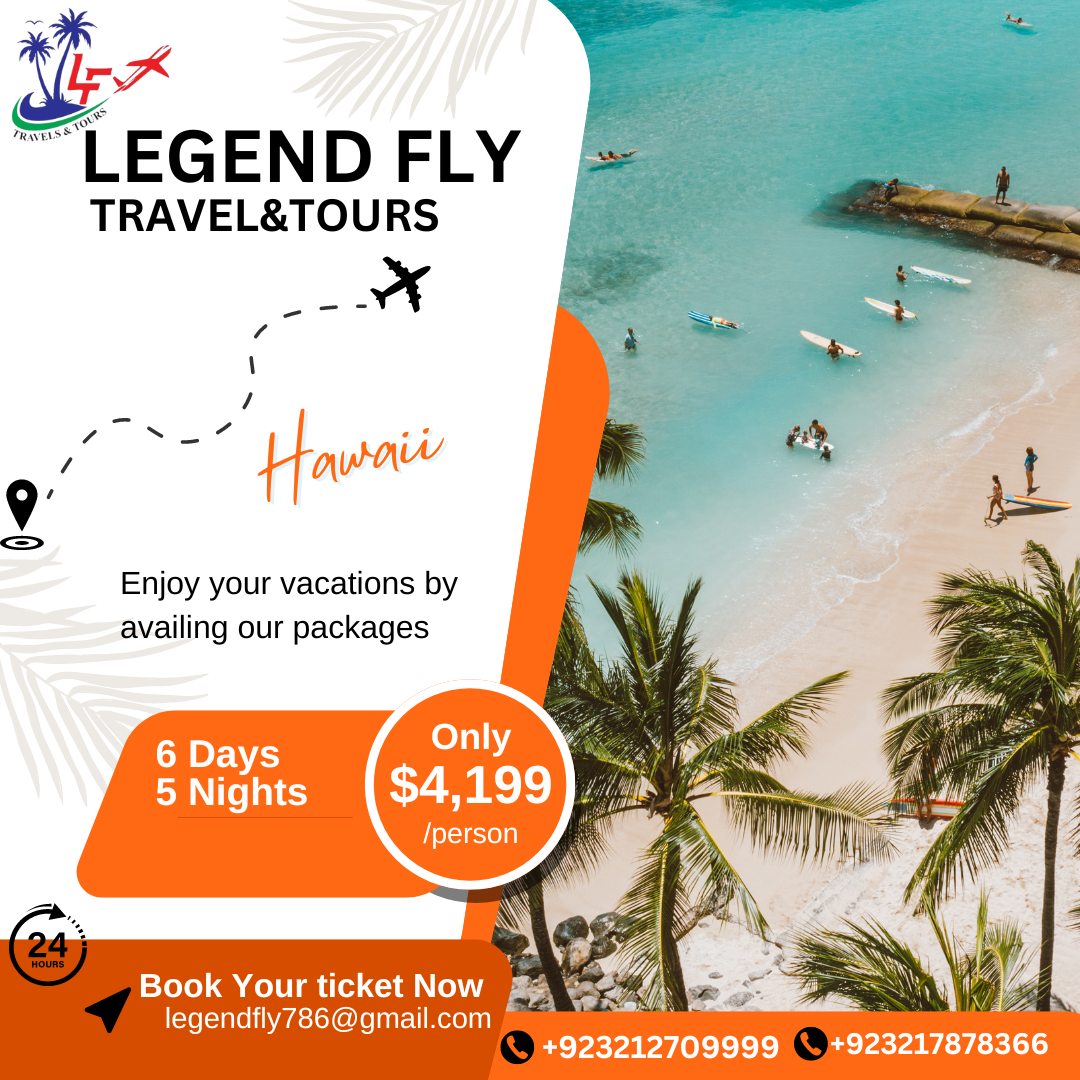 LF
TRAVELS & TOURS
LEGEND FLY
TRAVEL&TOURS
Hawaii
Enjoy your vacations by
availing our packages
6 Days
5 Nights
Only
$4,199
/person
24
HOURS
Book Your ticket Now
legendfly786@gmail.com
+923212709999
+923217878366